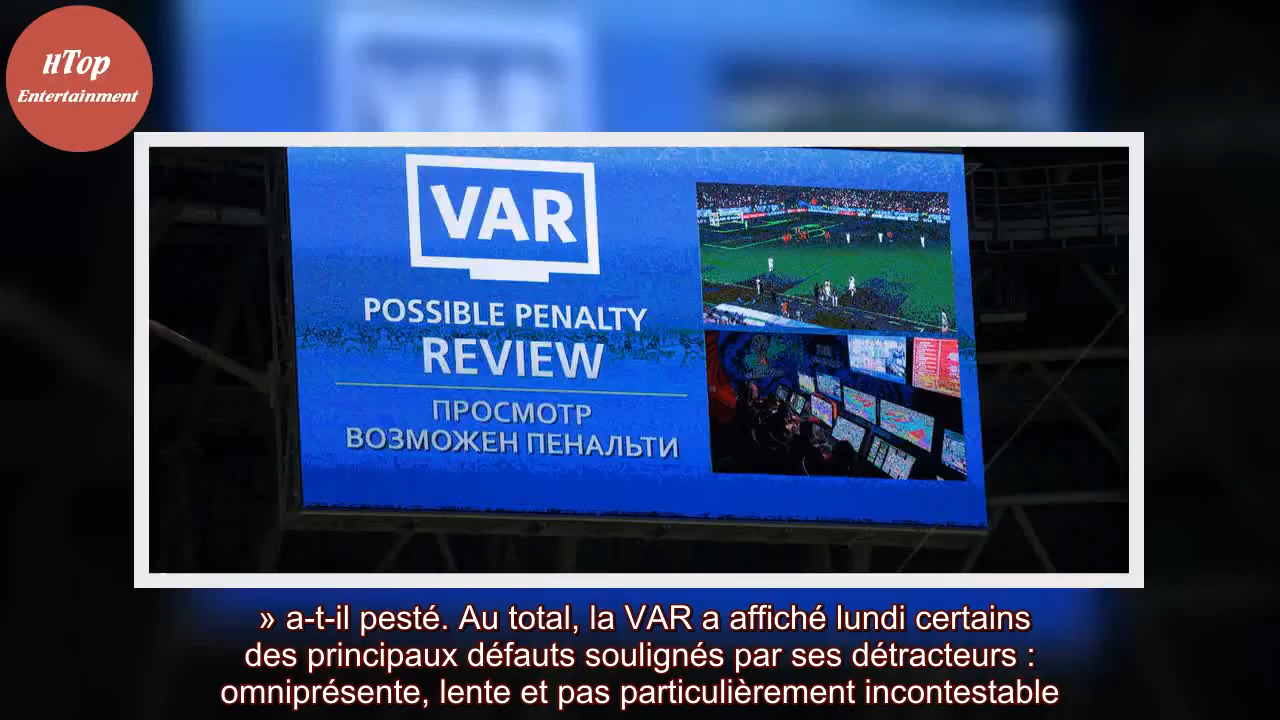 HTop
Entertainment
VAR
POSSIBLE PENALTY
REVIEW
ПРОСМОТР
ВОЗМОЖЕН ПЕНАЛЬТИ
» a-t-il pesté. Au total, la VAR a affiché lundi certains
des principaux défauts soulignés par ses détracteurs :
omniprésente, lente et pas particulièrement incontestable